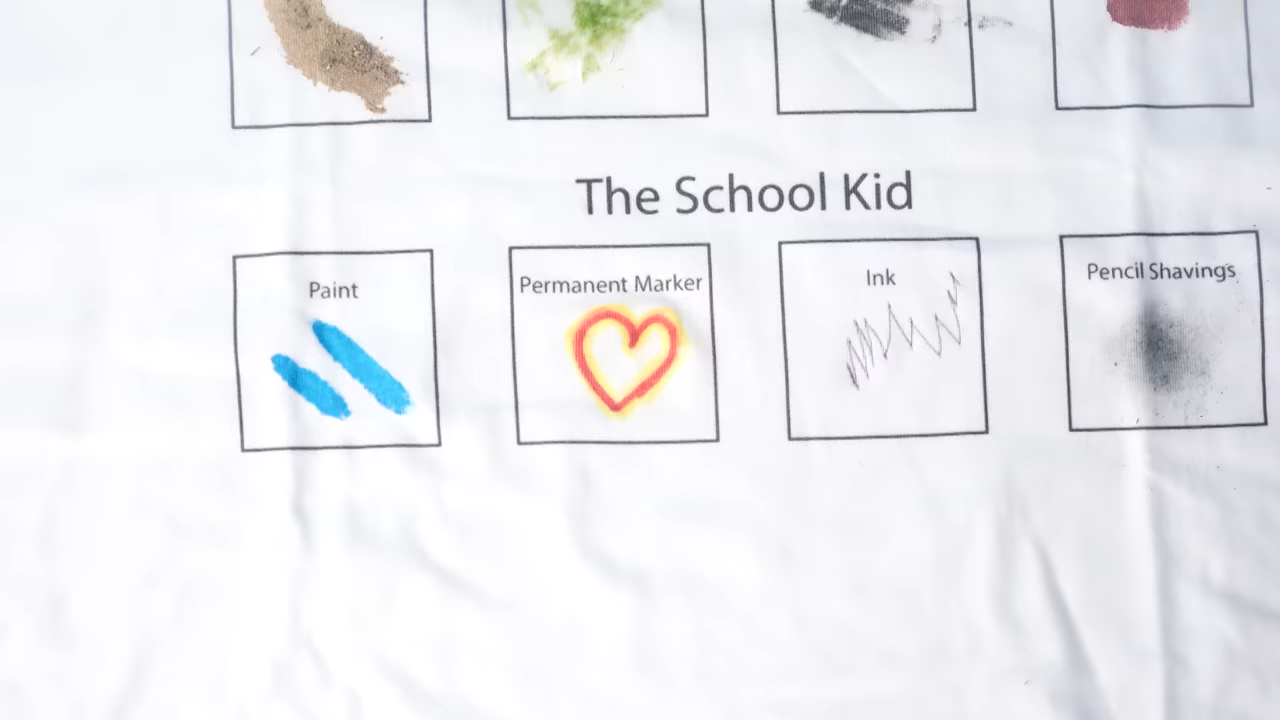 The School Kid
Paint
Permanent Marker
Ink
Pencil Shavings